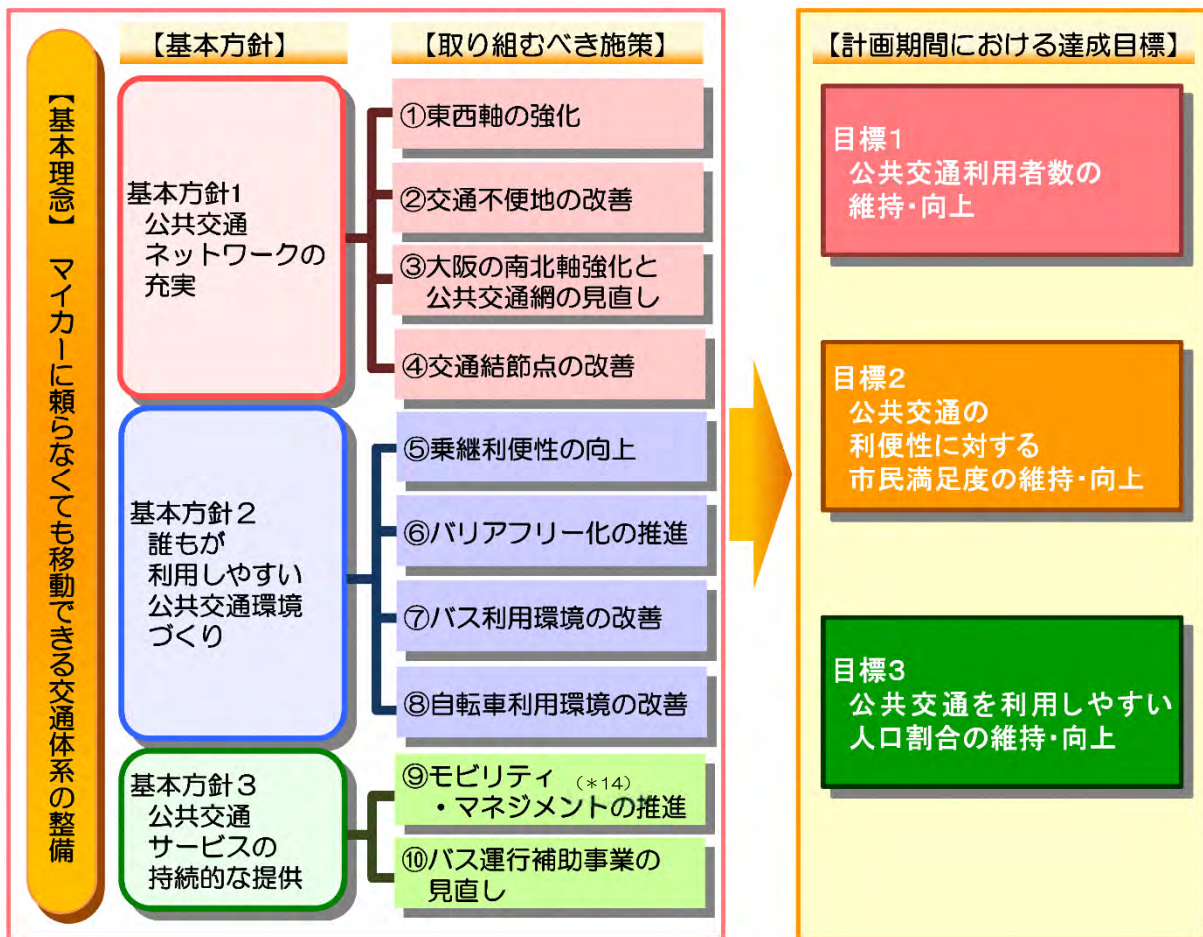 【基本理念】 マイカーに頼らなくても移動できる交通体系の整備
【基本方針】
基本方針1
公共交通
ネットワークの
充実
基本方針2
誰もが
利用しやすい
公共交通環境
づくり
基本方針3
公共交通
サービスの
持続的な提供
【取り組むべき施策】
①東西軸の強化
②交通不便地の改善
③大阪の南北軸強化と
公共交通網の見直し
④交通結節点の改善
⑤乗継利便性の向上
⑥バリアフリー化の推進
⑦バス利用環境の改善
⑧自転車利用環境の改善
⑨モビリティ（＊14）
・マネジメントの推進
⑩バス運行補助事業の
見直し
【計画期間における達成目標】
目標1
公共交通利用者数の
維持・向上
目標2
公共交通の
利便性に対する
市民満足度の維持・向上
目標3
公共交通を利用しやすい
人口割合の維持・向上